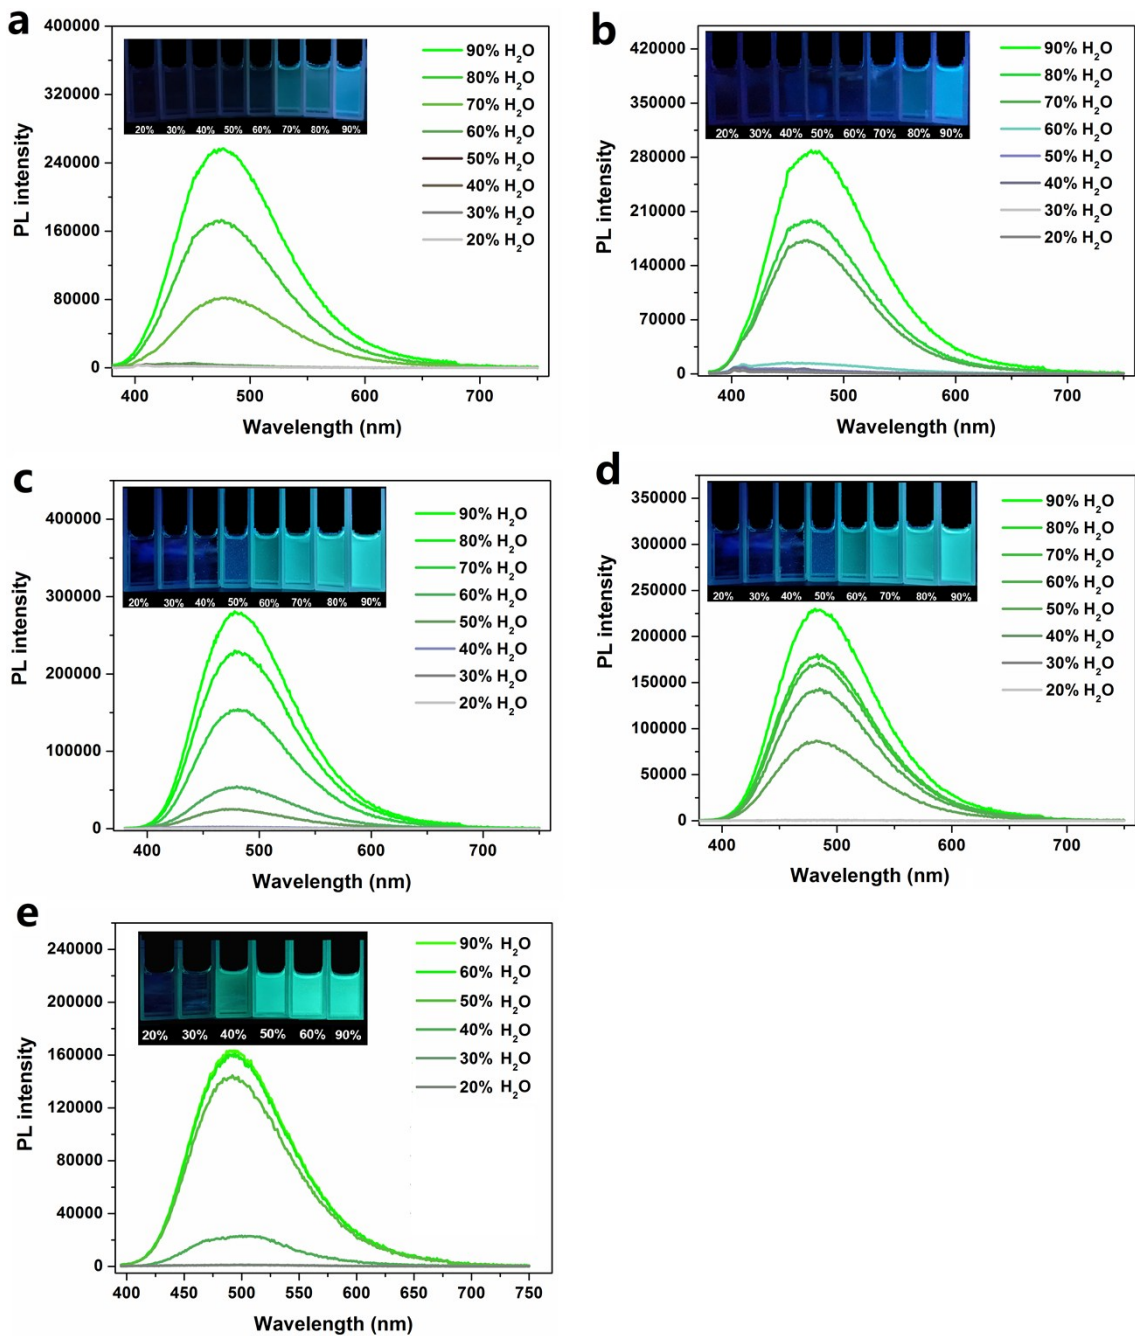 a
400000
320000
240000
160000
80000
0
PL intensity
20% 30% 40% 50% 60% 70% 80% 90%
90% H₂O
80% H₂O
70% H₂O
60% H₂O
50% H₂O
40% H₂O
30% H₂O
20% H₂O
400 500 600 700
Wavelength (nm)
b
420000
350000
280000
210000
140000
70000
0
PL intensity
20% 30% 40% 50% 60% 70% 80% 90%
90% H₂O
80% H₂O
70% H₂O
60% H₂O
50% H₂O
40% H₂O
30% H₂O
20% H₂O
400 500 600 700
Wavelength (nm)
c
400000
300000
200000
100000
0
PL intensity
20% 30% 40% 50% 60% 70% 80% 90%
90% H₂O
80% H₂O
70% H₂O
60% H₂O
50% H₂O
40% H₂O
30% H₂O
20% H₂O
400 500 600 700
Wavelength (nm)
d
350000
300000
250000
200000
150000
100000
50000
0
PL intensity
20% 30% 40% 50% 60% 70% 80% 90%
90% H₂O
80% H₂O
70% H₂O
60% H₂O
50% H₂O
40% H₂O
30% H₂O
20% H₂O
400 500 600 700
Wavelength (nm)
e
240000
200000
160000
120000
80000
40000
0
PL intensity
20% 30% 40% 50% 60% 90%
90% H₂O
60% H₂O
50% H₂O
40% H₂O
30% H₂O
20% H₂O
400 450 500 550 600 650 700 750
Wavelength (nm)